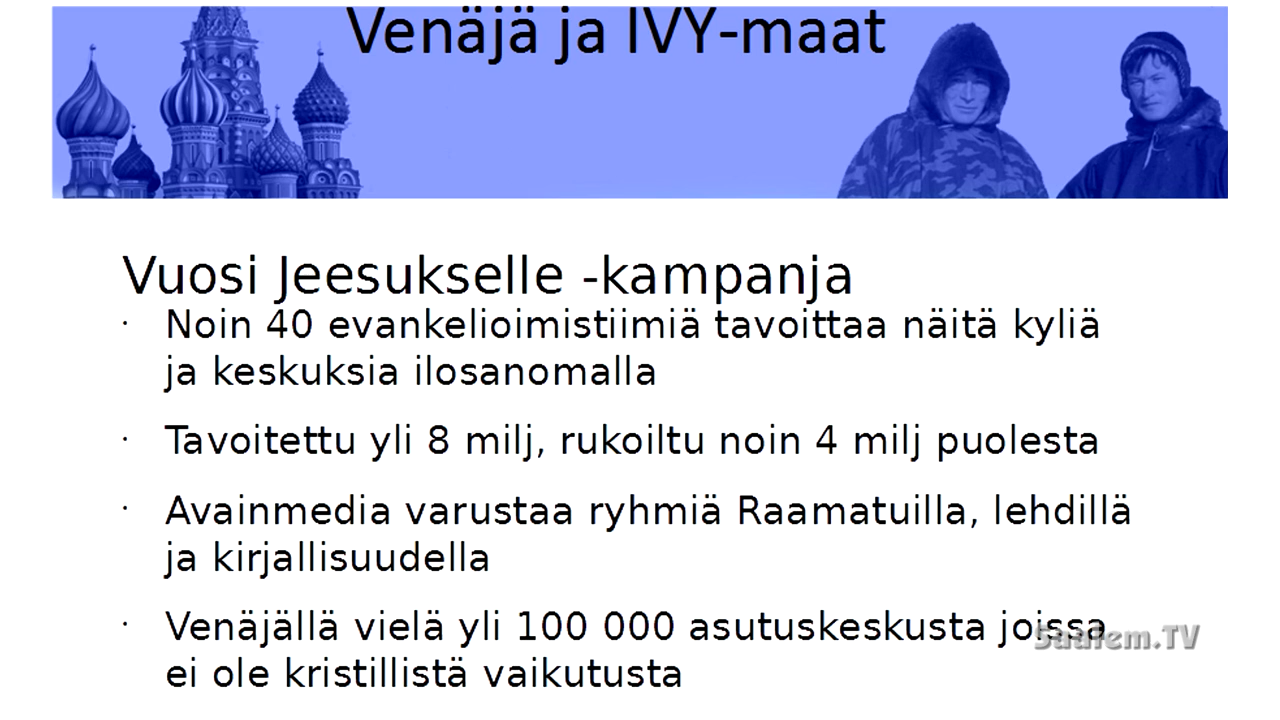 Venäjä ja IVY-maat
Vuosi Jeesukselle -kampanja
· Noin 40 evankelioimistiimiä tavoittaa näitä kyliä
ja keskuksia ilosanomalla
· Tavoitettu yli 8 milj, rukoiltu noin 4 milj puolesta
· Avainmedia varustaa ryhmiä Raamatuilla, lehdillä
ja kirjallisuudella
· Venäjällä vielä yli 100 000 asutuskeskusta joissa
ei ole kristillistä vaikutusta
Saalem.TV